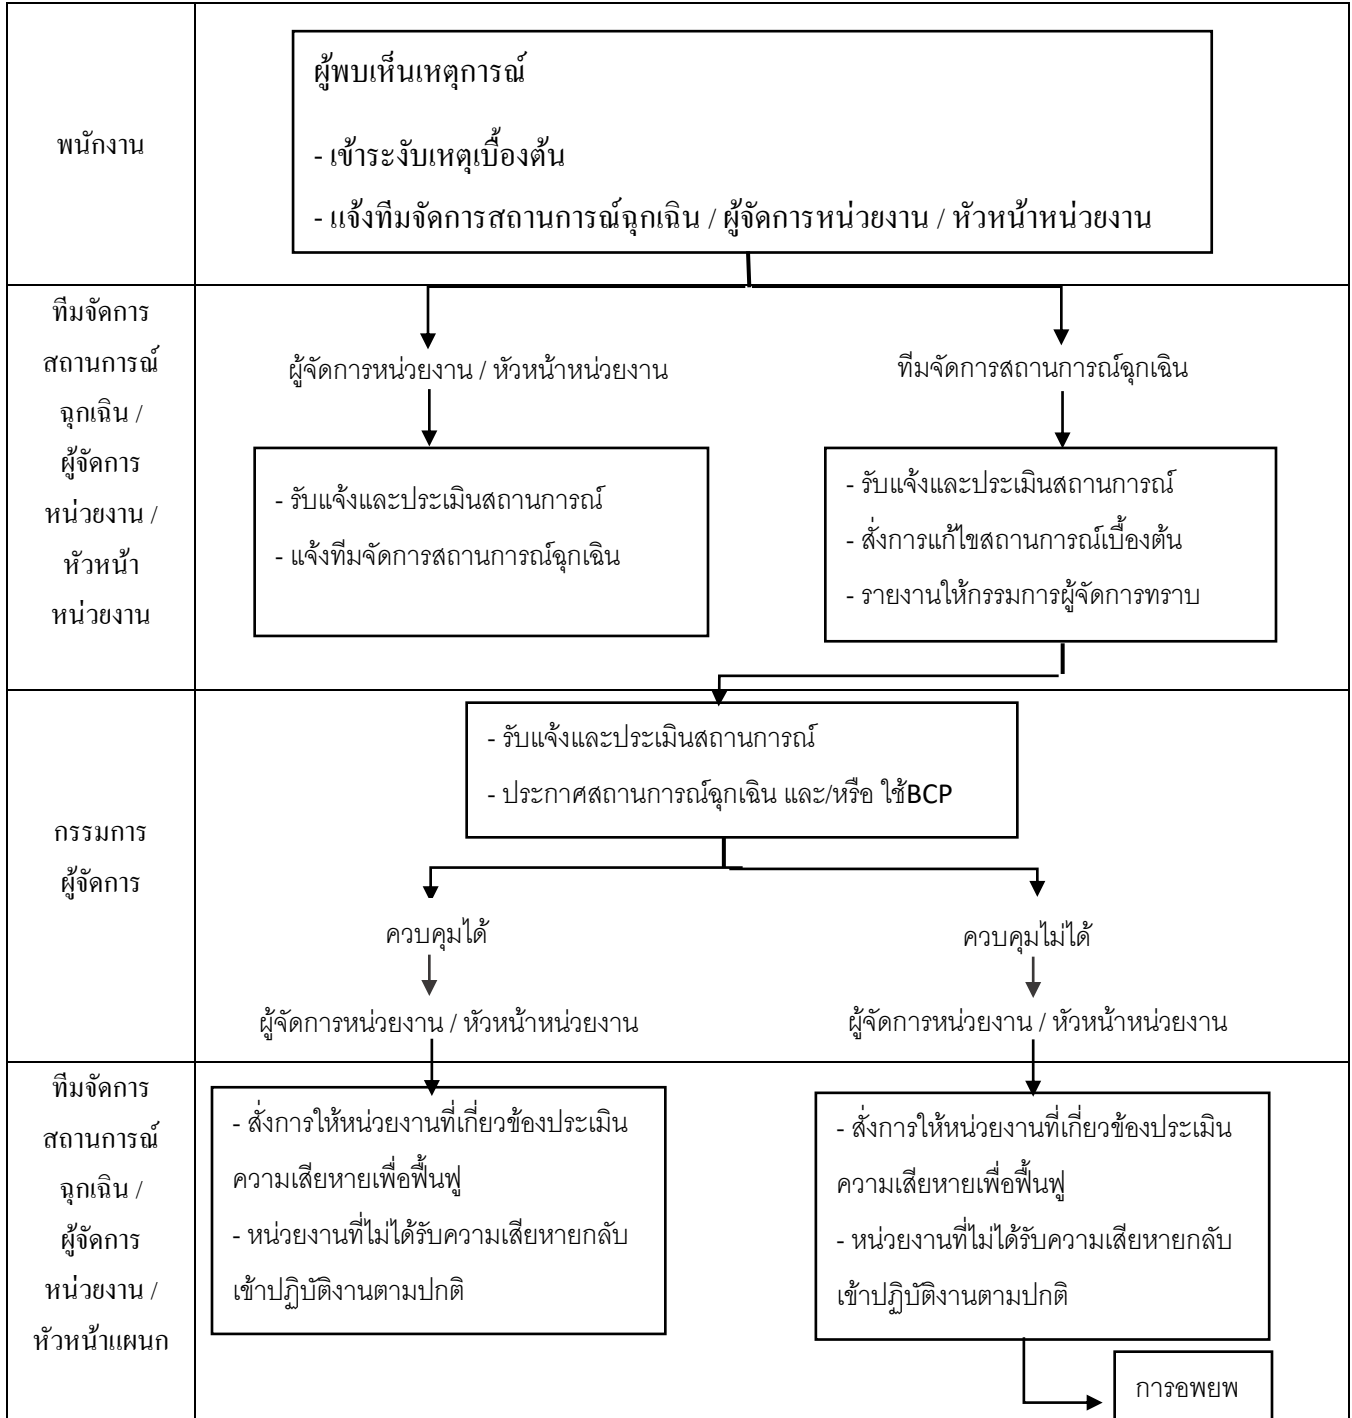 พนักงาน
ผู้พบเห็นเหตุการณ์
- เข้าระงับเหตุเบื้องต้น
- แจ้งทีมจัดการสถานการณ์ฉุกเฉิน / ผู้จัดการหน่วยงาน / หัวหน้าหน่วยงาน
ทีมจัดการ
สถานการณ์
ฉุกเฉิน /
ผู้จัดการ
หน่วยงาน /
หัวหน้า
หน่วยงาน
ผู้จัดการหน่วยงาน / หัวหน้าหน่วยงาน
- รับแจ้งและประเมินสถานการณ์
- แจ้งทีมจัดการสถานการณ์ฉุกเฉิน
ทีมจัดการสถานการณ์ฉุกเฉิน
- รับแจ้งและประเมินสถานการณ์
- สั่งการแก้ไขสถานการณ์เบื้องต้น
- รายงานให้กรรมการผู้จัดการทราบ
กรรมการ
ผู้จัดการ
- รับแจ้งและประเมินสถานการณ์
- ประกาศสถานการณ์ฉุกเฉิน และ/หรือ ใช้BCP
ควบคุมได้
ผู้จัดการหน่วยงาน / หัวหน้าหน่วยงาน
ควบคุมไม่ได้
ผู้จัดการหน่วยงาน / หัวหน้าหน่วยงาน
ทีมจัดการ
สถานการณ์
ฉุกเฉิน /
ผู้จัดการ
หน่วยงาน /
หัวหน้าแผนก
- สั่งการให้หน่วยงานที่เกี่ยวข้องประเมิน
ความเสียหายเพื่อฟื้นฟู
- หน่วยงานที่ไม่ได้รับความเสียหายกลับ
เข้าปฏิบัติงานตามปกติ
- สั่งการให้หน่วยงานที่เกี่ยวข้องประเมิน
ความเสียหายเพื่อฟื้นฟู
- หน่วยงานที่ไม่ได้รับความเสียหายกลับ
เข้าปฏิบัติงานตามปกติ
การอพยพ